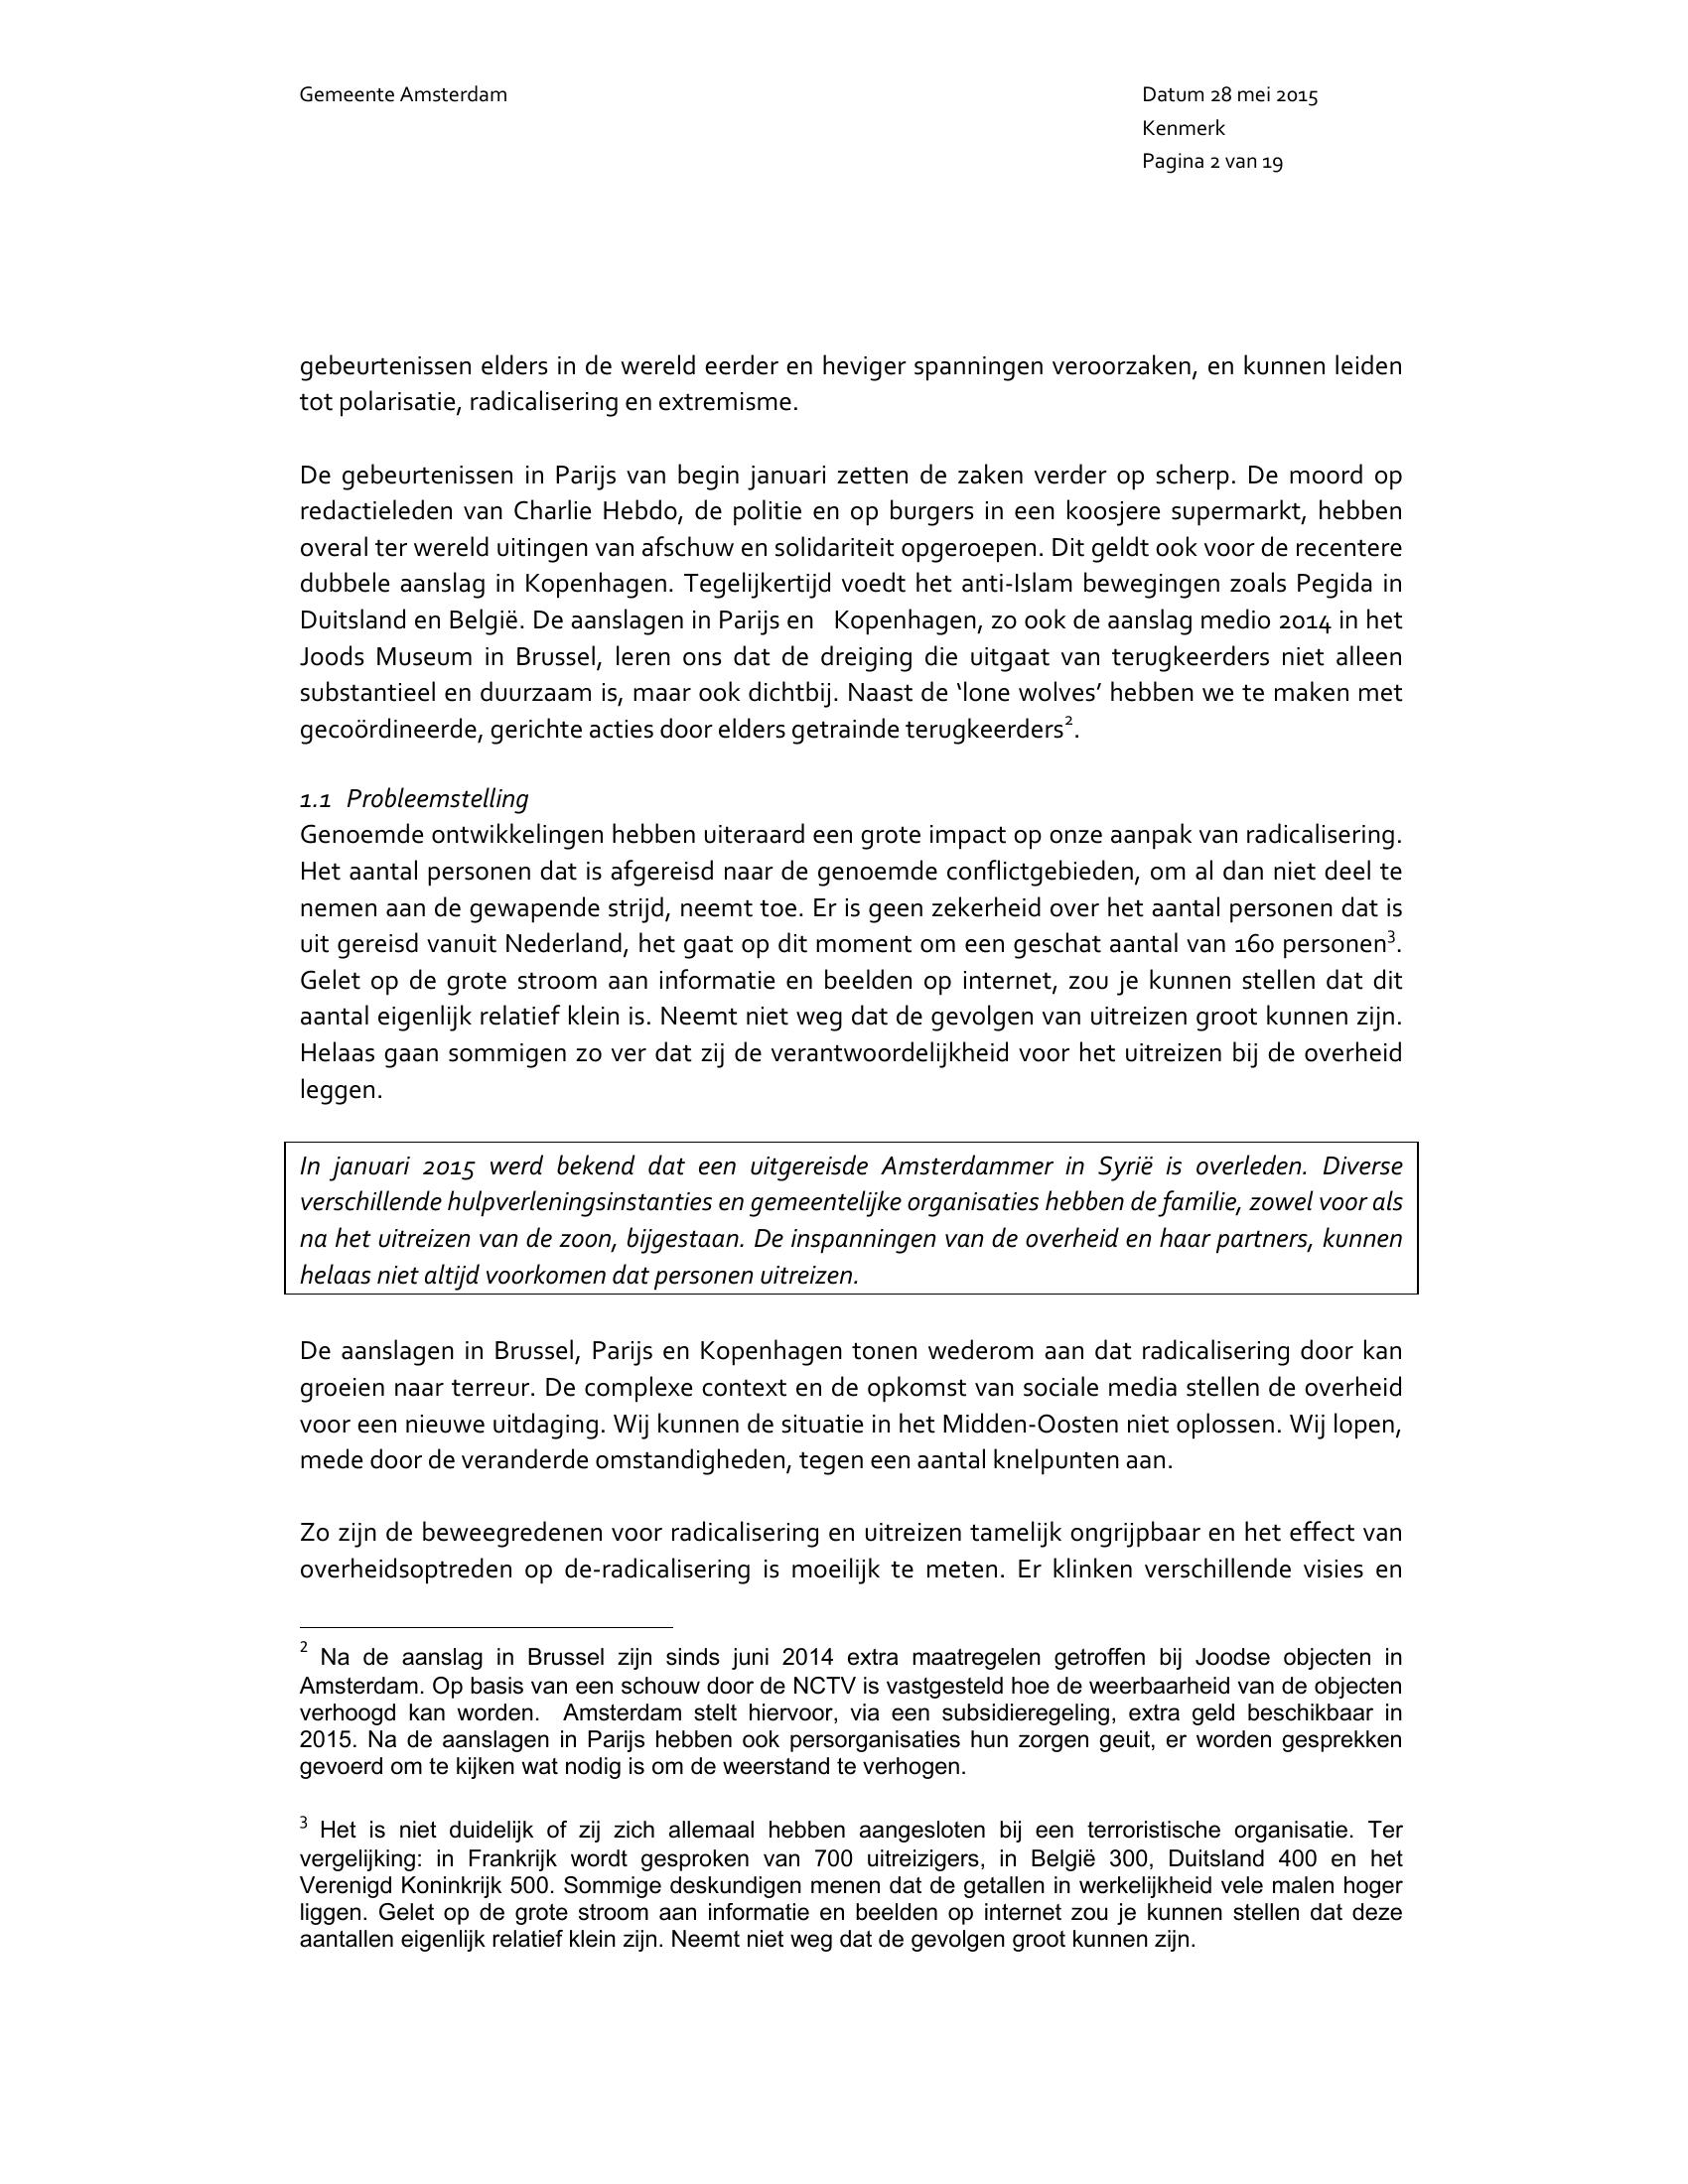 Gemeente Amsterdam
Datum 28 mei 2015
Kenmerk
Pagina 2 van 19
gebeurtenissen elders in de wereld eerder en heviger spanningen veroorzaken, en kunnen leiden
tot polarisatie, radicalisering en extremisme.
De gebeurtenissen in Parijs van begin januari zetten de zaken verder op scherp. De moord op
redactieleden van Charlie Hebdo, de politie en op burgers in een koosjere supermarkt, hebben
overal ter wereld uitingen van afschuw en solidariteit opgeroepen. Dit geldt ook voor de recentere
dubbele aanslag in Kopenhagen. Tegelijkertijd voedt het anti-Islam bewegingen zoals Pegida in
Duitsland en België. De aanslagen in Parijs en Kopenhagen, zo ook de aanslag medio 2014 in het
Joods Museum in Brussel, leren ons dat de dreiging die uitgaat van terugkeerders niet alleen
substantieel en duurzaam is, maar ook dichtbij. Naast de ‘lone wolves’ hebben we te maken met
gecoördineerde, gerichte acties door elders getrainde terugkeerders².
1.1 Probleemstelling
Genoemde ontwikkelingen hebben uiteraard een grote impact op onze aanpak van radicalisering.
Het aantal personen dat is afgereisd naar de genoemde conflictgebieden, om al dan niet deel te
nemen aan de gewapende strijd, neemt toe. Er is geen zekerheid over het aantal personen dat is
uit gereisd vanuit Nederland, het gaat op dit moment om een geschat aantal van 160 personen³.
Gelet op de grote stroom aan informatie en beelden op internet, zou je kunnen stellen dat dit
aantal eigenlijk relatief klein is. Neemt niet weg dat de gevolgen van uitreizen groot kunnen zijn.
Helaas gaan sommigen zo ver dat zij de verantwoordelijkheid voor het uitreizen bij de overheid
leggen.
In januari 2015 werd bekend dat een uitgereisde Amsterdammer in Syrië is overleden. Diverse
verschillende hulpverleningsinstanties en gemeentelijke organisaties hebben de familie, zowel voor als
na het uitreizen van de zoon, bijgestaan. De inspanningen van de overheid en haar partners, kunnen
helaas niet altijd voorkomen dat personen uitreizen.
De aanslagen in Brussel, Parijs en Kopenhagen tonen wederom aan dat radicalisering door kan
groeien naar terreur. De complexe context en de opkomst van sociale media stellen de overheid
voor een nieuwe uitdaging. Wij kunnen de situatie in het Midden-Oosten niet oplossen. Wij lopen,
mede door de veranderde omstandigheden, tegen een aantal knelpunten aan.
Zo zijn de beweegredenen voor radicalisering en uitreizen tamelijk ongrijpbaar en het effect van
overheidsoptreden op de-radicalisering is moeilijk te meten. Er klinken verschillende visies en
² Na de aanslag in Brussel zijn sinds juni 2014 extra maatregelen getroffen bij Joodse objecten in
Amsterdam. Op basis van een schouw door de NCTV is vastgesteld hoe de weerbaarheid van de objecten
verhoogd kan worden. Amsterdam stelt hiervoor, via een subsidieregeling, extra geld beschikbaar in
2015. Na de aanslagen in Parijs hebben ook persorganisaties hun zorgen geuit, er worden gesprekken
gevoerd om te kijken wat nodig is om de weerstand te verhogen.
³ Het is niet duidelijk of zij zich allemaal hebben aangesloten bij een terroristische organisatie. Ter
vergelijking: in Frankrijk wordt gesproken van 700 uitreizigers, in België 300, Duitsland 400 en het
Verenigd Koninkrijk 500. Sommige deskundigen menen dat de getallen in werkelijkheid vele malen hoger
liggen. Gelet op de grote stroom aan informatie en beelden op internet zou je kunnen stellen dat deze
aantallen eigenlijk relatief klein zijn. Neemt niet weg dat de gevolgen groot kunnen zijn.